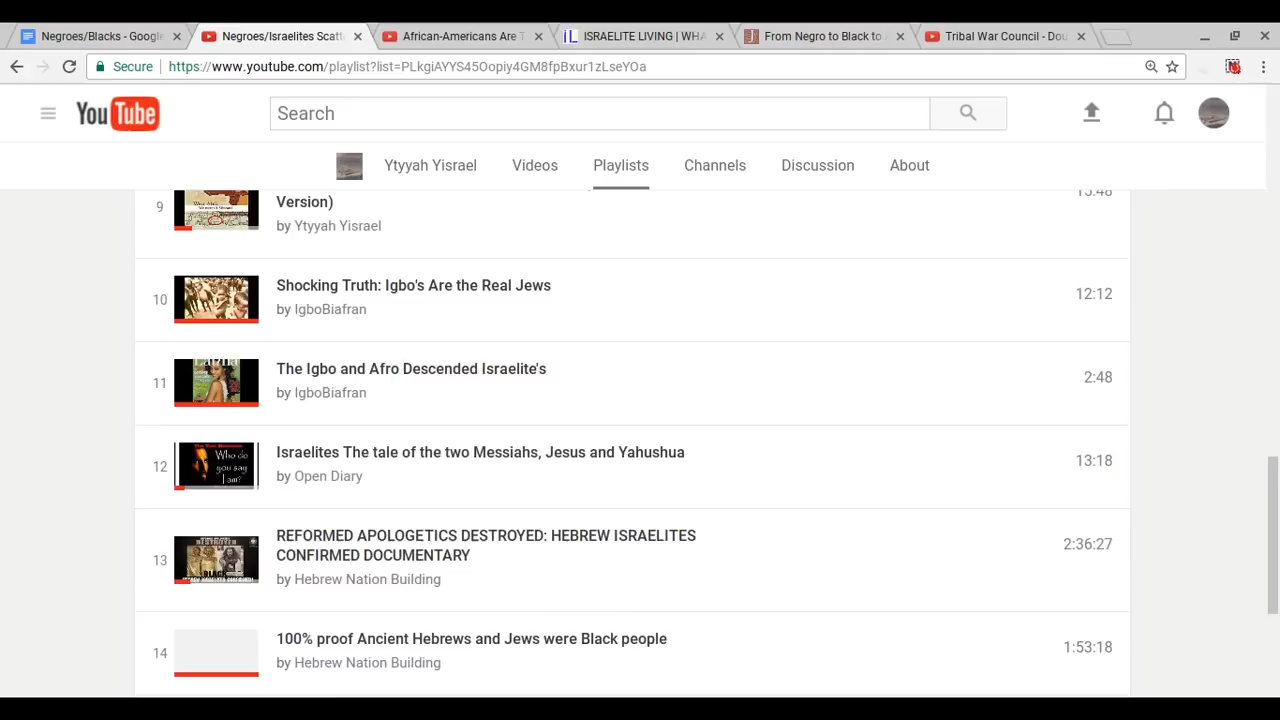 Negroes/Blacks - Google
Negroes/Israelites Scatt
African-Americans Are T
ISRAELITE LIVING | WHA
From Negro to Black to
Tribal War Council - Dou
Secure
https://www.youtube.com/playlist?list=PLkgiAYYS45Oopiy4GM8fpBxur1zLseYOa
YouTube
Search
Ytyyah Yisrael Videos Playlists Channels Discussion About
9
Version)
13:48
by Ytyyah Yisrael
10
Shocking Truth: Igbo's Are the Real Jews
12:12
by IgboBiafran
11
The Igbo and Afro Descended Israelite's
2:48
by IgboBiafran
12
Who do
you say
I am?
Israelites The tale of the two Messiahs, Jesus and Yahushua
13:18
by Open Diary
13
REFORMED APOLOGETICS DESTROYED: HEBREW ISRAELITES
CONFIRMED DOCUMENTARY
2:36:27
by Hebrew Nation Building
14
100% proof Ancient Hebrews and Jews were Black people
1:53:18
by Hebrew Nation Building